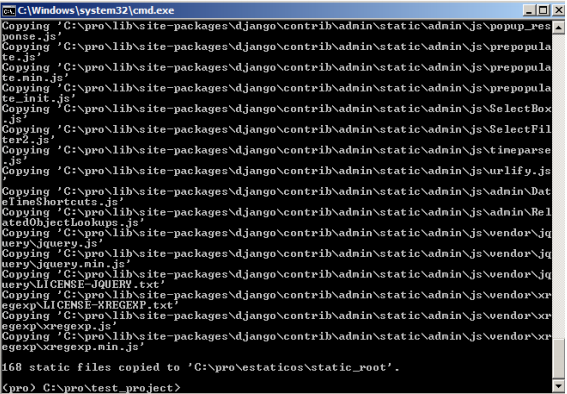 C:\Windows\system32\cmd.exe
Copying 'C:\pro\lib\site-packages\django\contrib\admin\static\admin\js\popup_res
ponse.js'
Copying 'C:\pro\lib\site-packages\django\contrib\admin\static\admin\js\prepopula
te.js'
Copying 'C:\pro\lib\site-packages\django\contrib\admin\static\admin\js\prepopula
te.min.js'
Copying 'C:\pro\lib\site-packages\django\contrib\admin\static\admin\js\prepopula
te_init.js'
Copying 'C:\pro\lib\site-packages\django\contrib\admin\static\admin\js\SelectBox
.js'
Copying 'C:\pro\lib\site-packages\django\contrib\admin\static\admin\js\SelectFil
ter2.js'
Copying 'C:\pro\lib\site-packages\django\contrib\admin\static\admin\js\timeparse
.js'
Copying 'C:\pro\lib\site-packages\django\contrib\admin\static\admin\js\urlify.js
'
Copying 'C:\pro\lib\site-packages\django\contrib\admin\static\admin\js\admin\Dat
eTimeShortcuts.js'
Copying 'C:\pro\lib\site-packages\django\contrib\admin\static\admin\js\admin\Rel
atedObjectLookups.js'
Copying 'C:\pro\lib\site-packages\django\contrib\admin\static\admin\js\vendor\jq
uery\jquery.js'
Copying 'C:\pro\lib\site-packages\django\contrib\admin\static\admin\js\vendor\jq
uery\jquery.min.js'
Copying 'C:\pro\lib\site-packages\django\contrib\admin\static\admin\js\vendor\jq
uery\LICENSE-JQUERY.txt'
Copying 'C:\pro\lib\site-packages\django\contrib\admin\static\admin\js\vendor\xr
egexp\LICENSE-XREGEXP.txt'
Copying 'C:\pro\lib\site-packages\django\contrib\admin\static\admin\js\vendor\xr
egexp\xregexp.js'
Copying 'C:\pro\lib\site-packages\django\contrib\admin\static\admin\js\vendor\xr
egexp\xregexp.min.js'
168 static files copied to 'C:\pro\estaticos\static_root'.
(pro) C:\pro\test_project>